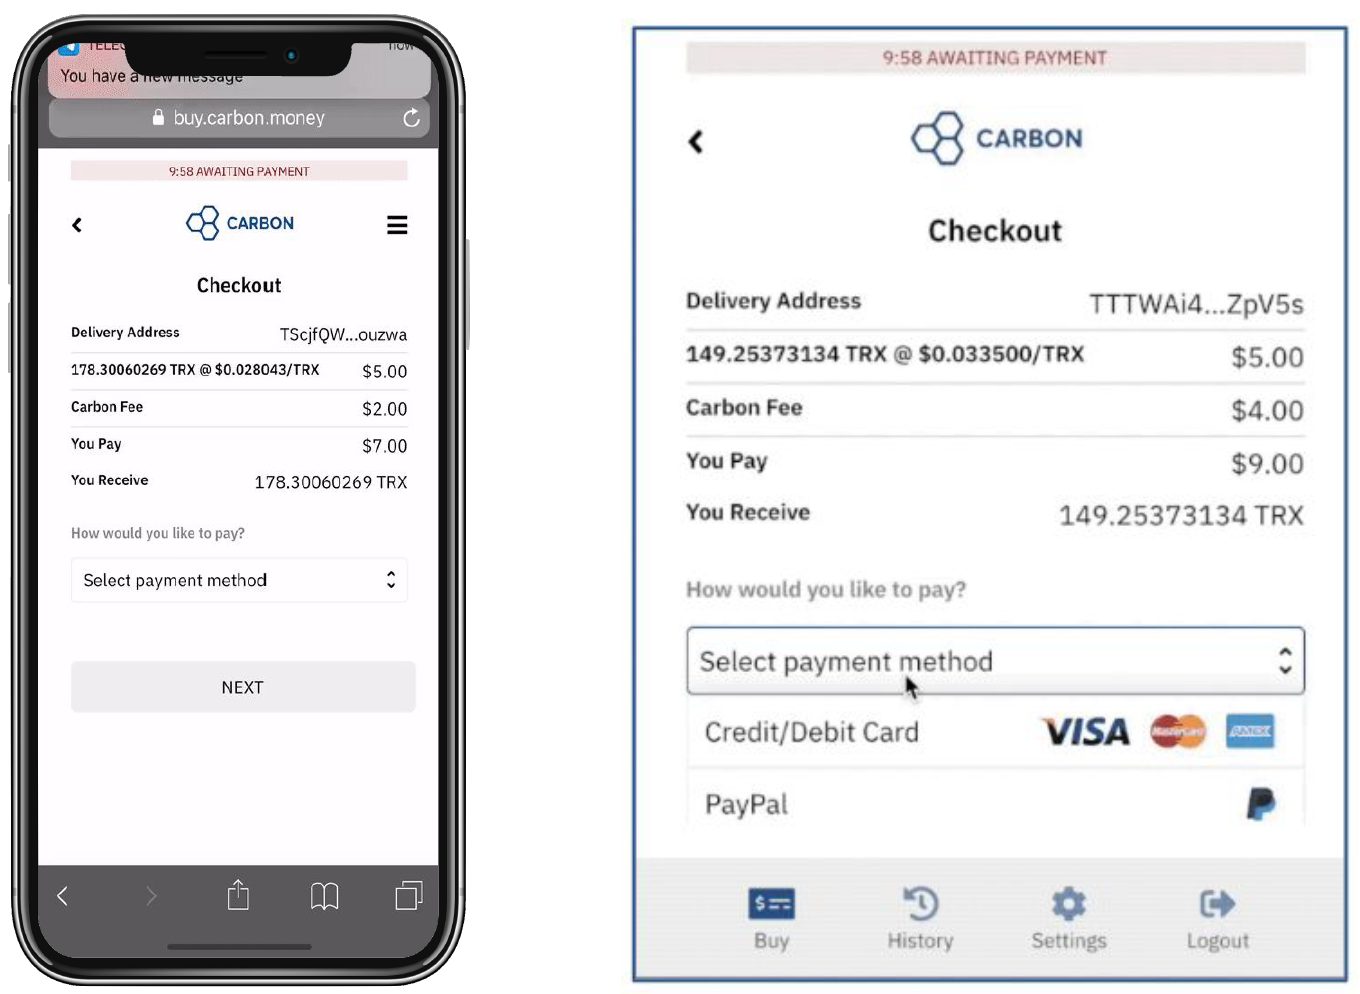 now
You have a new message
buy.carbon.money
9:58 AWAITING PAYMENT
CARBON
Checkout
Delivery Address TScjfQW...ouzwa
178.30060269 TRX @ $0.028043/TRX $5.00
Carbon Fee $2.00
You Pay $7.00
You Receive 178.30060269 TRX
How would you like to pay?
Select payment method
NEXT
9:58 AWAITING PAYMENT
CARBON
Checkout
Delivery Address TTTWAi4...ZpV5s
149.25373134 TRX @ $0.033500/TRX $5.00
Carbon Fee $4.00
You Pay $9.00
You Receive 149.25373134 TRX
How would you like to pay?
Select payment method
Credit/Debit Card VISA MasterCard AMEX
PayPal
Buy History Settings Logout